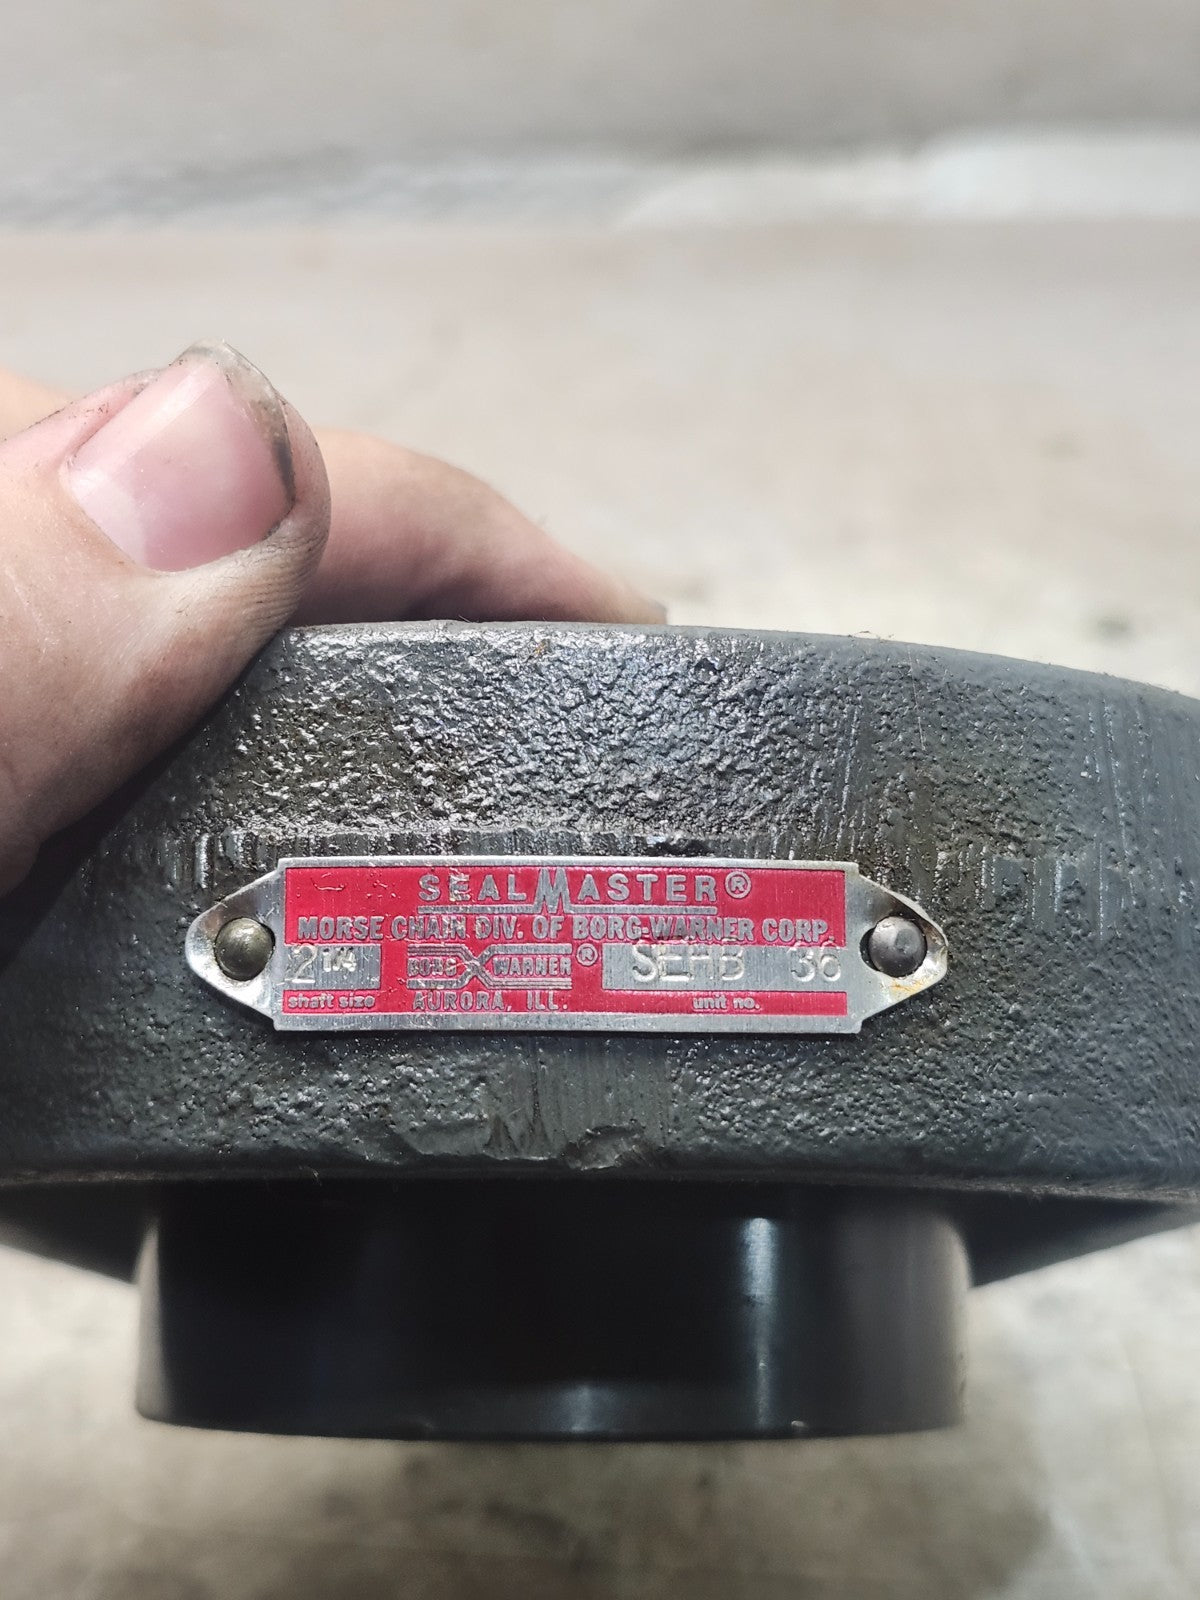 SEALMASTER®
MORSE CHAIN DIV. OF BORG-WARNER CORP.
2 1/4 BORG WARNER® SEHB 36
shaft size AURORA, ILL. unit no.